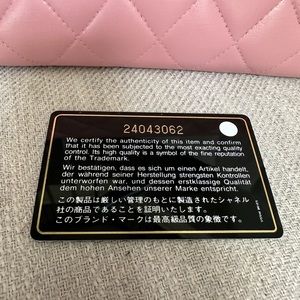 24043062
We certify the authenticity of this item and confirm
that it has been subjected to the most exacting quality
control. Its high quality is a symbol of the fine reputation
of the Trademark.
Wir bestätigen, dass es sich um einen Artikel handelt,
der während seiner Herstellung strengsten Kontrollen
unterworfen war, und dessen erstklassige Qualität
dem hohen Ansehen unserer Marke entspricht.
この製品は厳しい管理のもとに製造されたシャネル
社の商品であることを証明いたします。
このブランド・マークは最高級品質の象徴です。